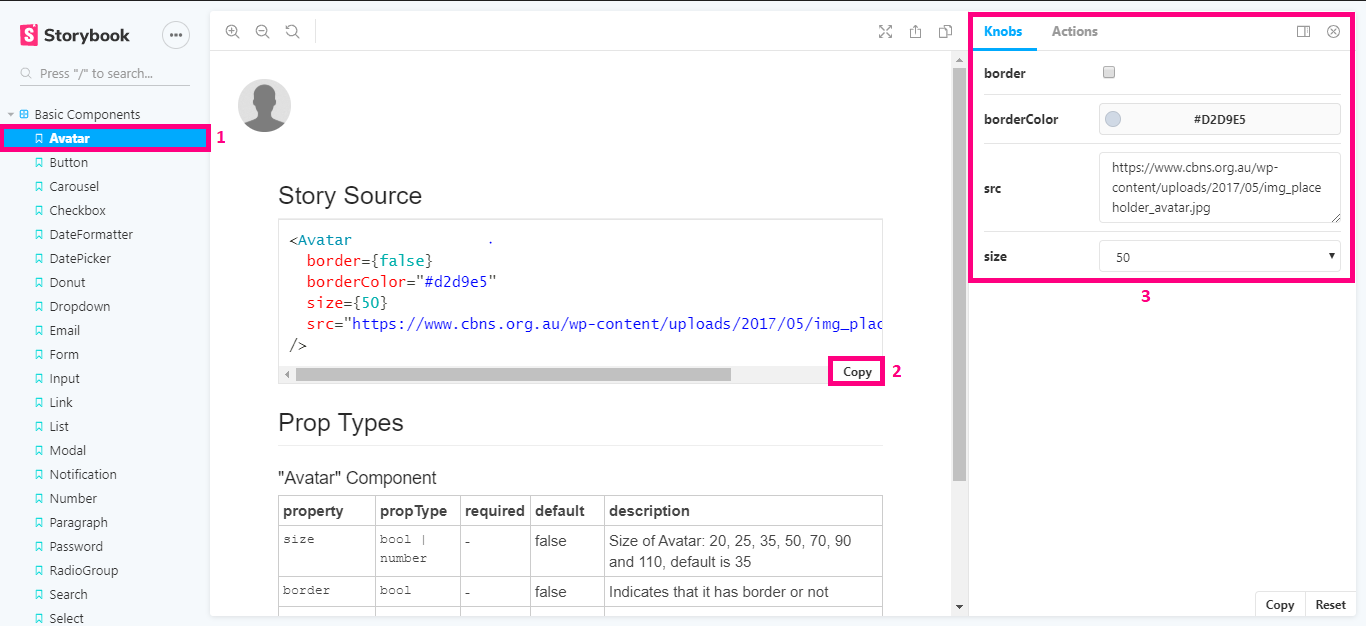 Storybook
Press "/" to search...
Basic Components
Avatar
1
Button
Carousel
Checkbox
DateFormatter
DatePicker
Donut
Dropdown
Email
Form
Input
Link
List
Modal
Notification
Number
Paragraph
Password
RadioGroup
Search
Select
Story Source
<Avatar
border={false}
borderColor="#d2d9e5"
size={50}
src="https://www.cbns.org.au/wp-content/uploads/2017/05/img_plac
/>
Copy
2
Prop Types
"Avatar" Component
property propType required default description
size bool | number - false Size of Avatar: 20, 25, 35, 50, 70, 90
and 110, default is 35
border bool - false Indicates that it has border or not
Knobs Actions
border
borderColor #D2D9E5
src https://www.cbns.org.au/wp-
content/uploads/2017/05/img_place
holder_avatar.jpg
size 50
3
Copy Reset